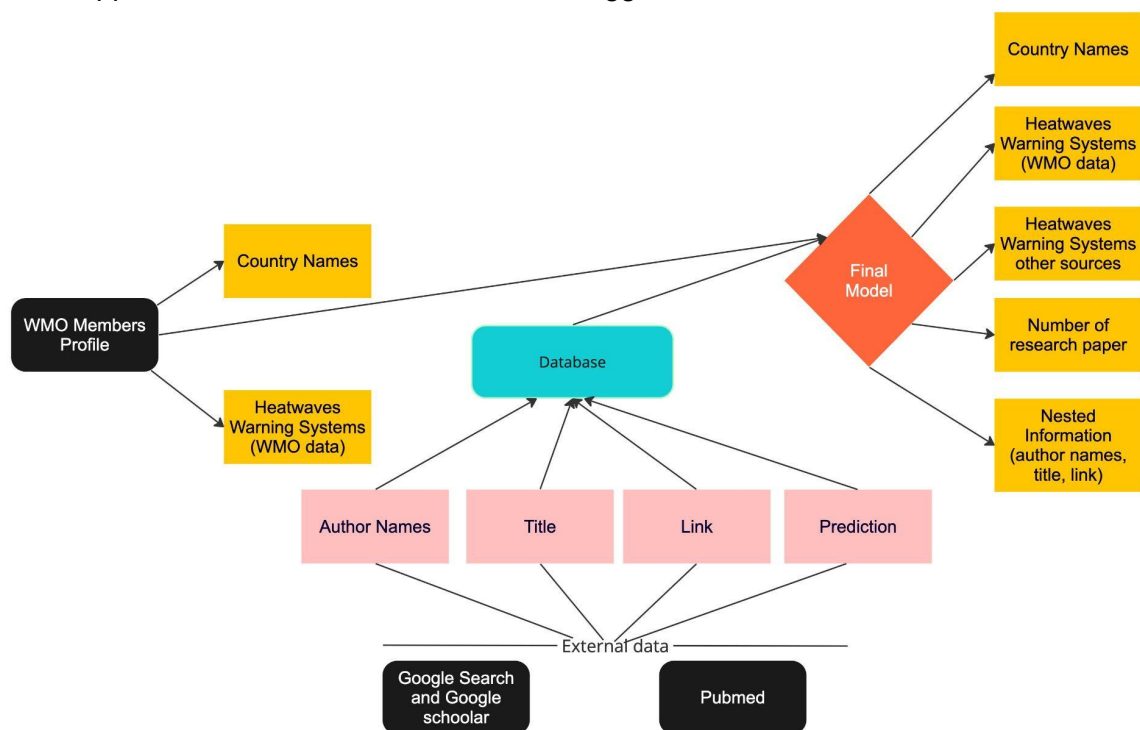 Country Names
Heatwaves
Warning Systems
(WMO data)
Heatwaves
Warning Systems
other sources
Number of
research paper
Nested
Information
(author names,
title, link)
Final
Model
Country Names
WMO Members
Profile
Heatwaves
Warning Systems
(WMO data)
Database
Author Names
Title
Link
Prediction
External data
Google Search
and Google
schoolar
Pubmed